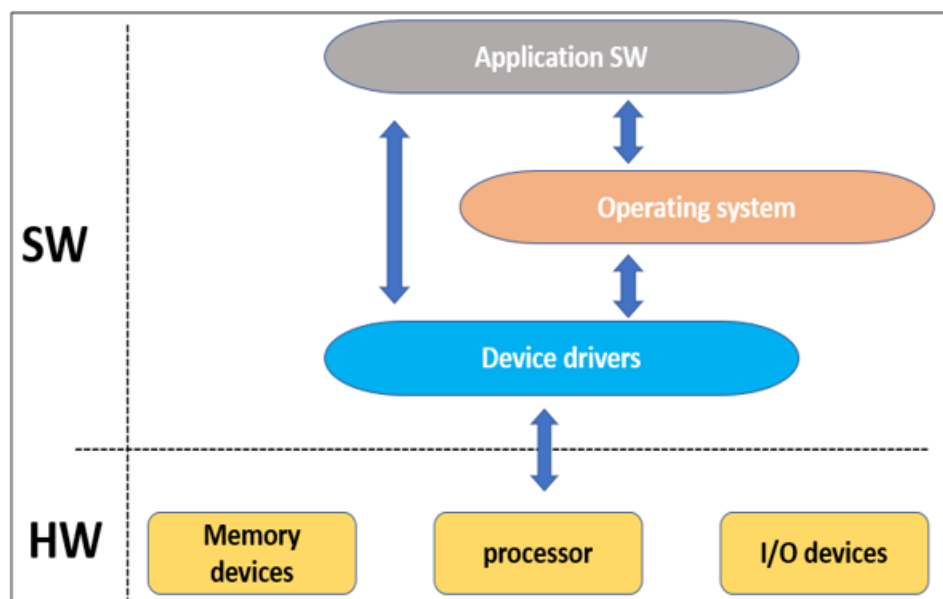 Application SW
Operating system
SW
Device drivers
HW
Memory
devices
processor
I/O devices